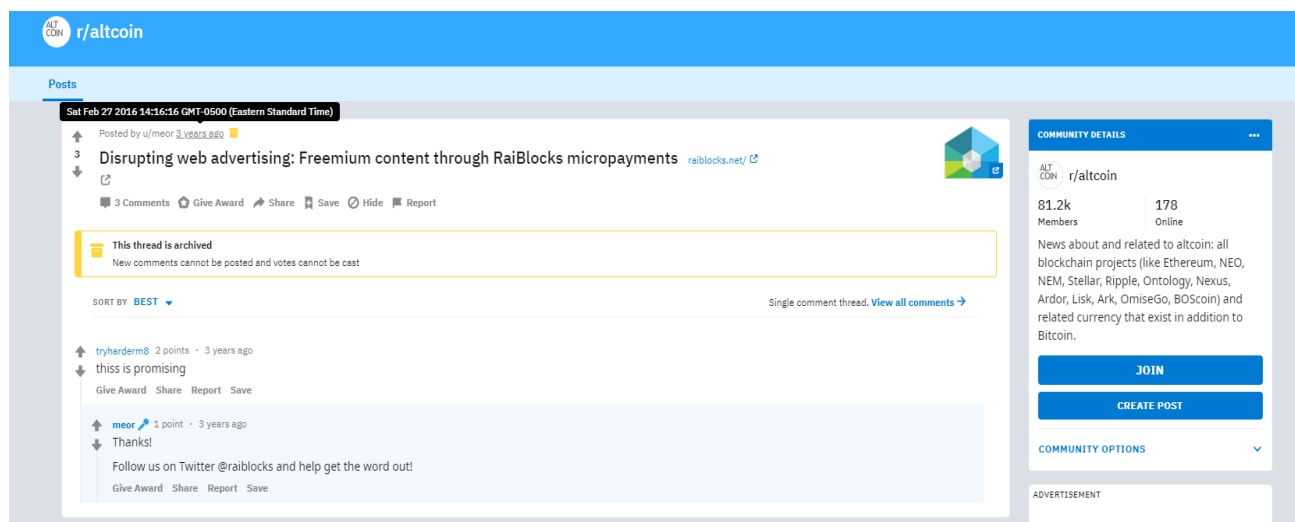 ALT COIN r/altcoin
Posts
Sat Feb 27 2016 14:16:16 GMT-0500 (Eastern Standard Time)
Posted by u/meor 3 years ago
3
Disrupting web advertising: Freemium content through RaiBlocks micropayments raiblocks.net/
3 Comments Give Award Share Save Hide Report
This thread is archived
New comments cannot be posted and votes cannot be cast
SORT BY BEST
Single comment thread. View all comments →
tryharderm8 2 points · 3 years ago
thiss is promising
Give Award Share Report Save
meor 1 point · 3 years ago
Thanks!
Follow us on Twitter @raiblocks and help get the word out!
Give Award Share Report Save
COMMUNITY DETAILS
ALT COIN r/altcoin
81.2k 178
Members Online
News about and related to altcoin: all
blockchain projects (like Ethereum, NEO,
NEM, Stellar, Ripple, Ontology, Nexus,
Ardor, Lisk, Ark, OmiseGo, BOScoin) and
related currency that exist in addition to
Bitcoin.
JOIN
CREATE POST
COMMUNITY OPTIONS
ADVERTISEMENT